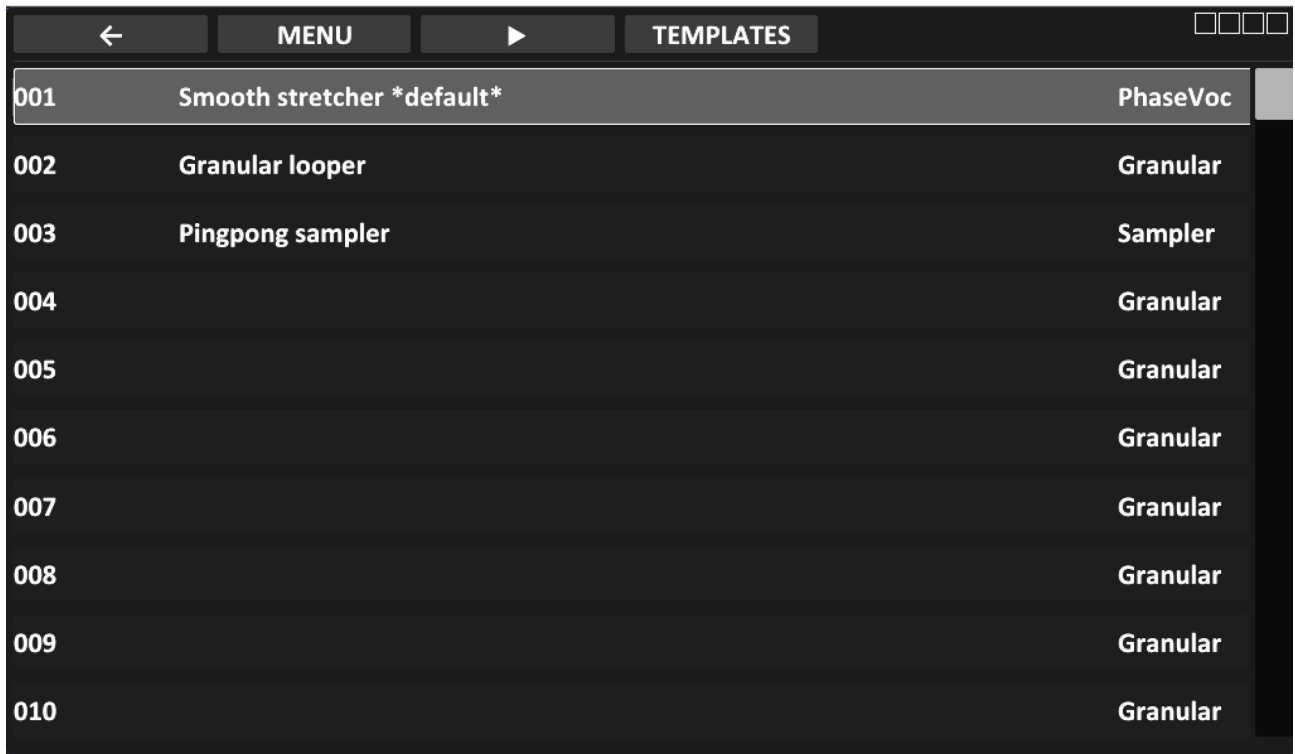 ← MENU ▶ TEMPLATES
001 Smooth stretcher *default* PhaseVoc
002 Granular looper Granular
003 Pingpong sampler Sampler
004 Granular
005 Granular
006 Granular
007 Granular
008 Granular
009 Granular
010 Granular